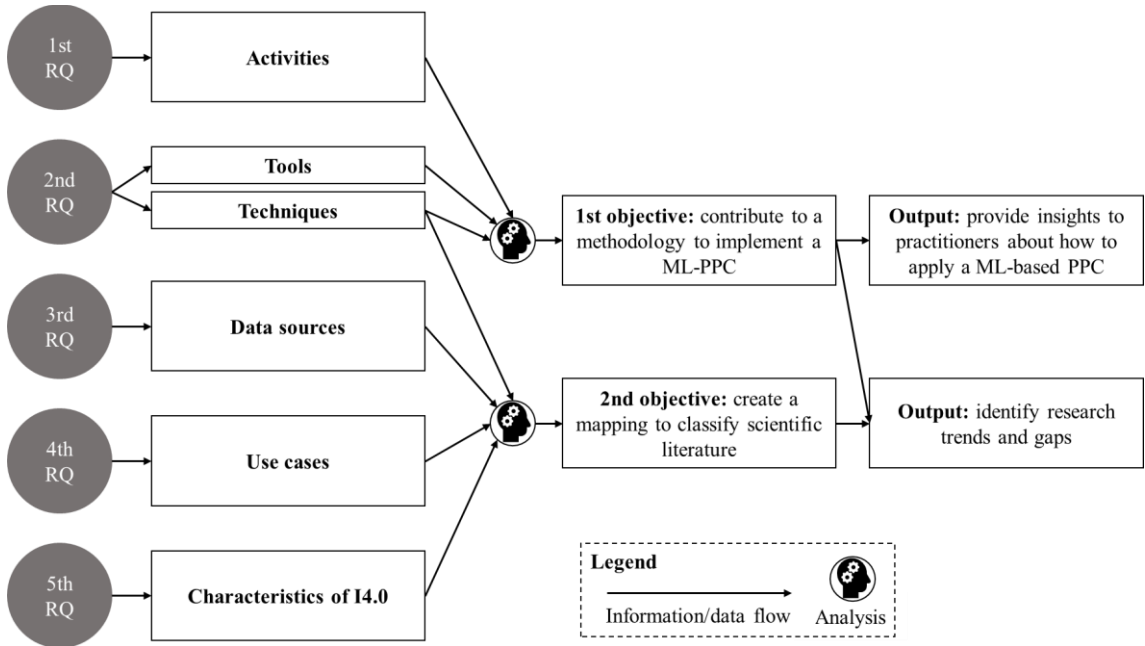 1st
RQ
Activities
2nd
RQ
Tools
Techniques
3rd
RQ
Data sources
4th
RQ
Use cases
5th
RQ
Characteristics of I4.0
1st objective: contribute to a
methodology to implement a
ML-PPC
Output: provide insights to
practitioners about how to
apply a ML-based PPC
2nd objective: create a
mapping to classify scientific
literature
Output: identify research
trends and gaps
Legend
Information/data flow
Analysis